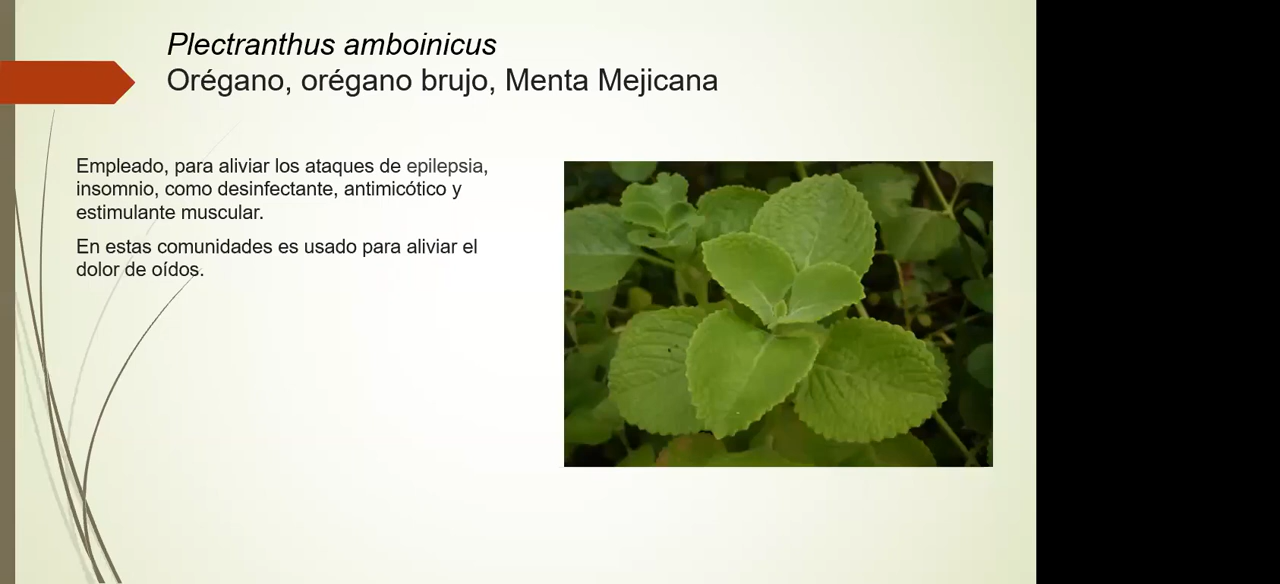 Plectranthus amboinicus
Orégano, orégano brujo, Menta Mejicana
Empleado, para aliviar los ataques de epilepsia,
insomnio, como desinfectante, antimicótico y
estimulante muscular.
En estas comunidades es usado para aliviar el
dolor de oídos.